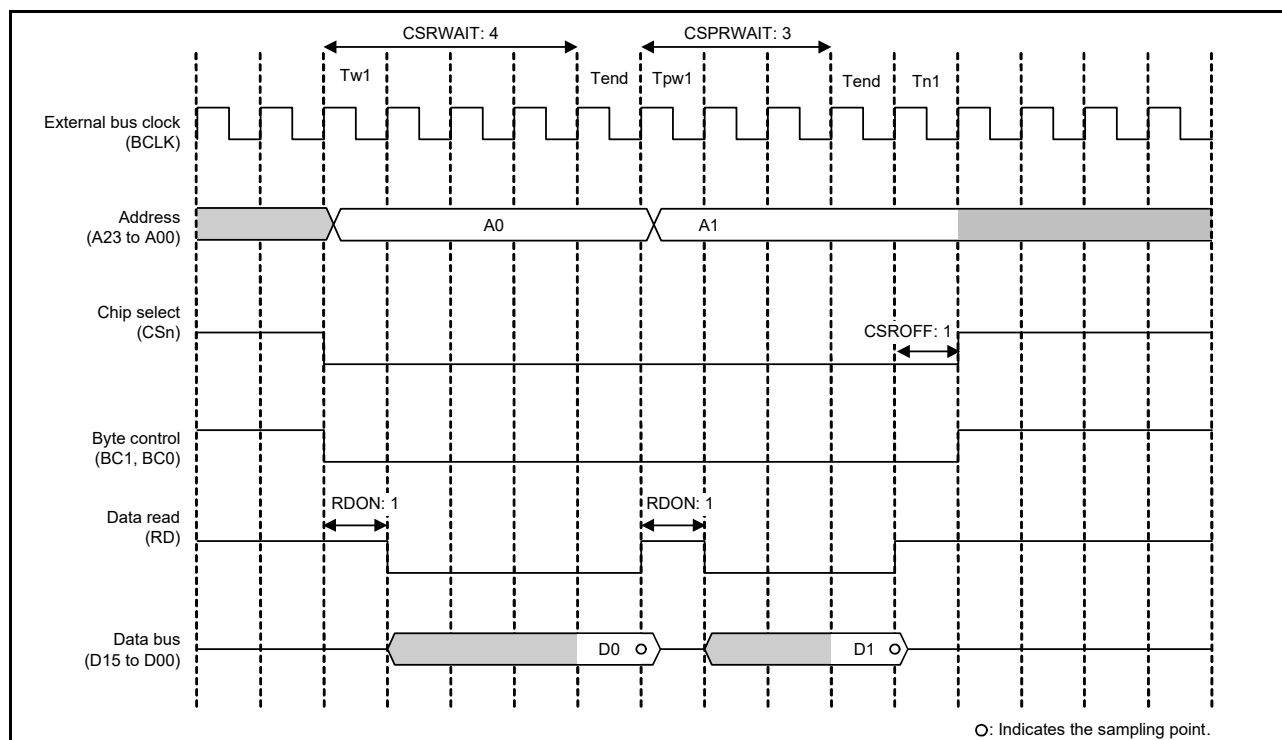 CSRWAIT: 4
CSPRWAIT: 3
Tw1
Tend
Tpw1
Tend
Tn1
External bus clock
(BCLK)
Address
(A23 to A00)
A0
A1
Chip select
(CSn)
CSROFF: 1
Byte control
(BC1, BC0)
RDON: 1
RDON: 1
Data read
(RD)
Data bus
(D15 to D00)
D0
D1
: Indicates the sampling point.